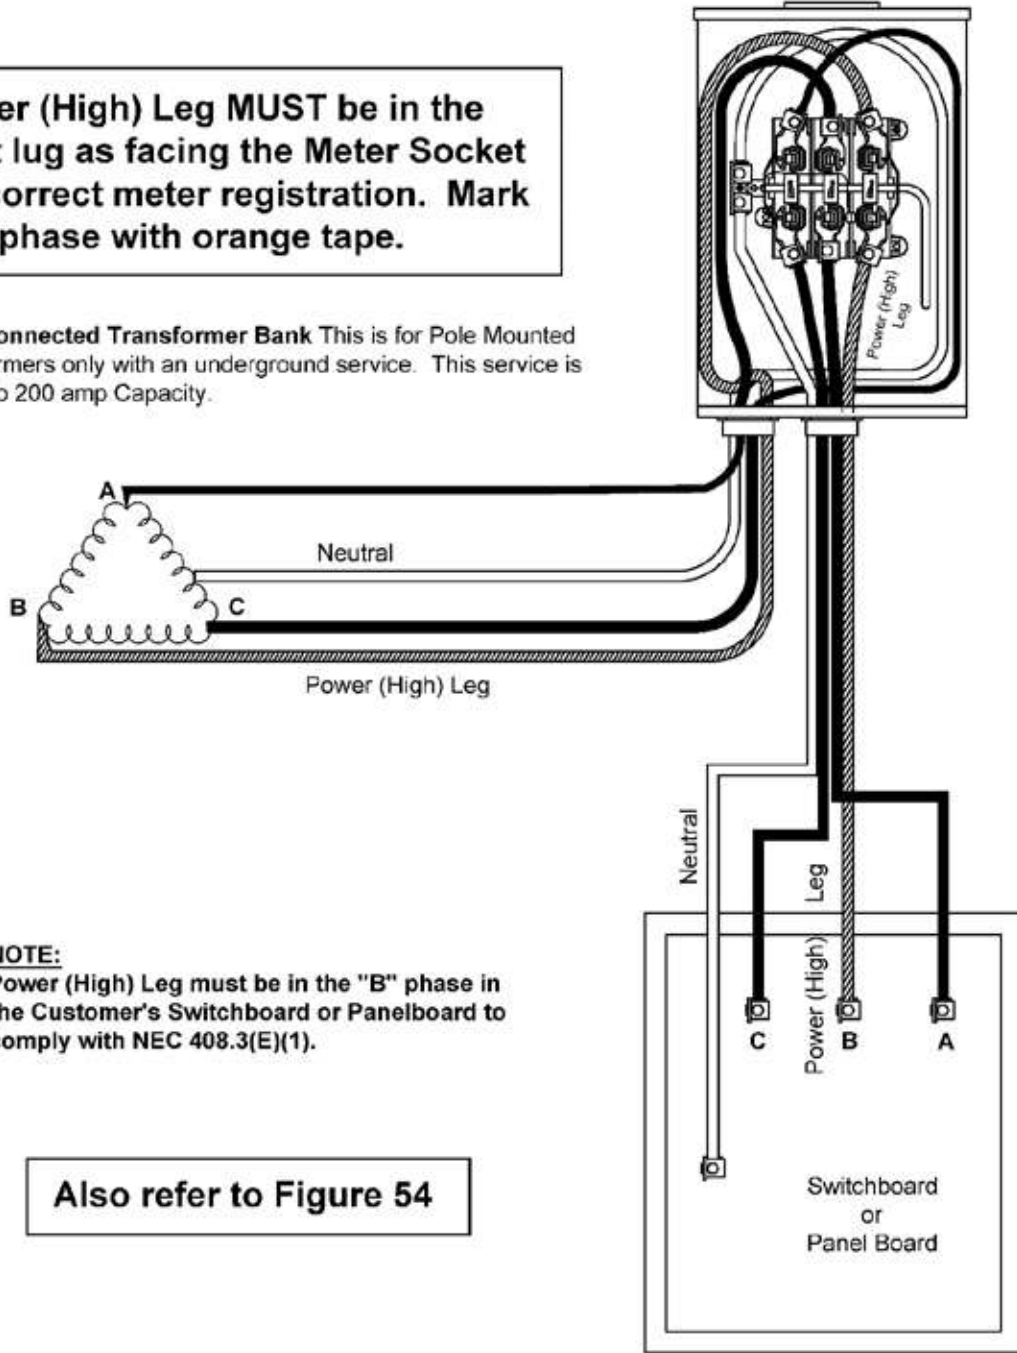 er (High) Leg MUST be in the
t lug as facing the Meter Socket
orrect meter registration. Mark
phase with orange tape.
onnected Transformer Bank This is for Pole Mounted
rmers only with an underground service. This service is
o 200 amp Capacity.
Power (High)
Leg
A
Neutral
B
C
Power (High) Leg
Neutral
Power (High) Leg
NOTE:
Power (High) Leg must be in the "B" phase in
the Customer's Switchboard or Panelboard to
comply with NEC 408.3(E)(1).
C
B
A
Also refer to Figure 54
Switchboard
or
Panel Board